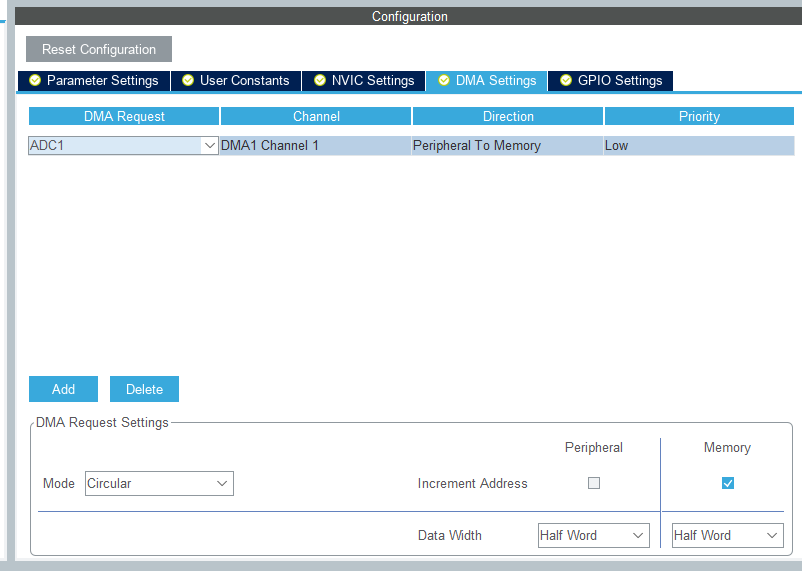 Configuration
Reset Configuration
Parameter Settings User Constants NVIC Settings DMA Settings GPIO Settings
DMA Request Channel Direction Priority
ADC1 DMA1 Channel 1 Peripheral To Memory Low
Add Delete
DMA Request Settings
Peripheral Memory
Mode Circular Increment Address
Data Width Half Word Half Word